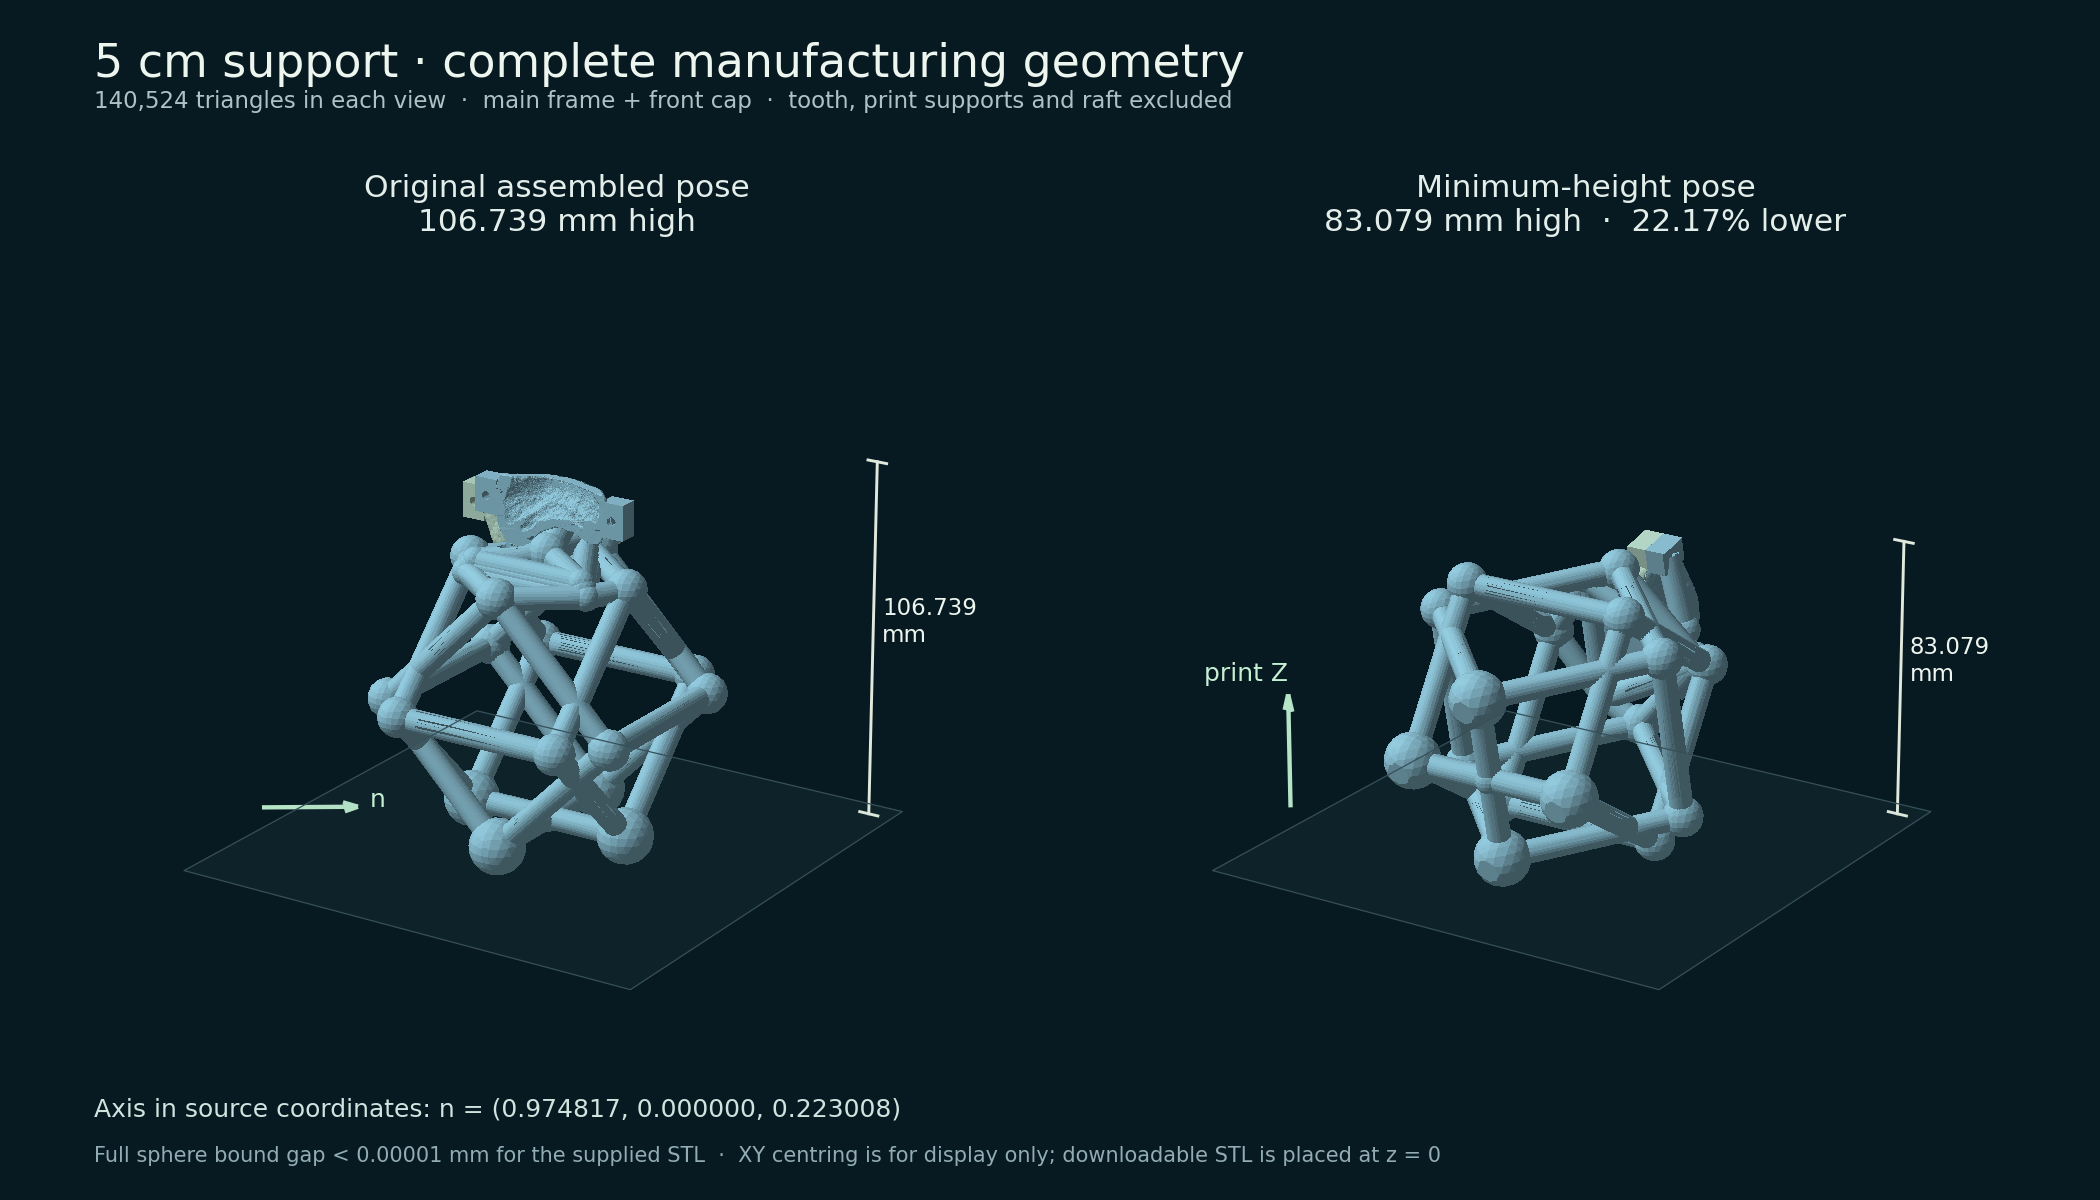 5 cm support · complete manufacturing geometry
140,524 triangles in each view · main frame + front cap · tooth, print supports and raft excluded
Original assembled pose
106.739 mm high
Minimum-height pose
83.079 mm high · 22.17% lower
106.739
mm
n
print Z
83.079
mm
Axis in source coordinates: n = (0.974817, 0.000000, 0.223008)
Full sphere bound gap < 0.00001 mm for the supplied STL · XY centring is for display only; downloadable STL is placed at z = 0